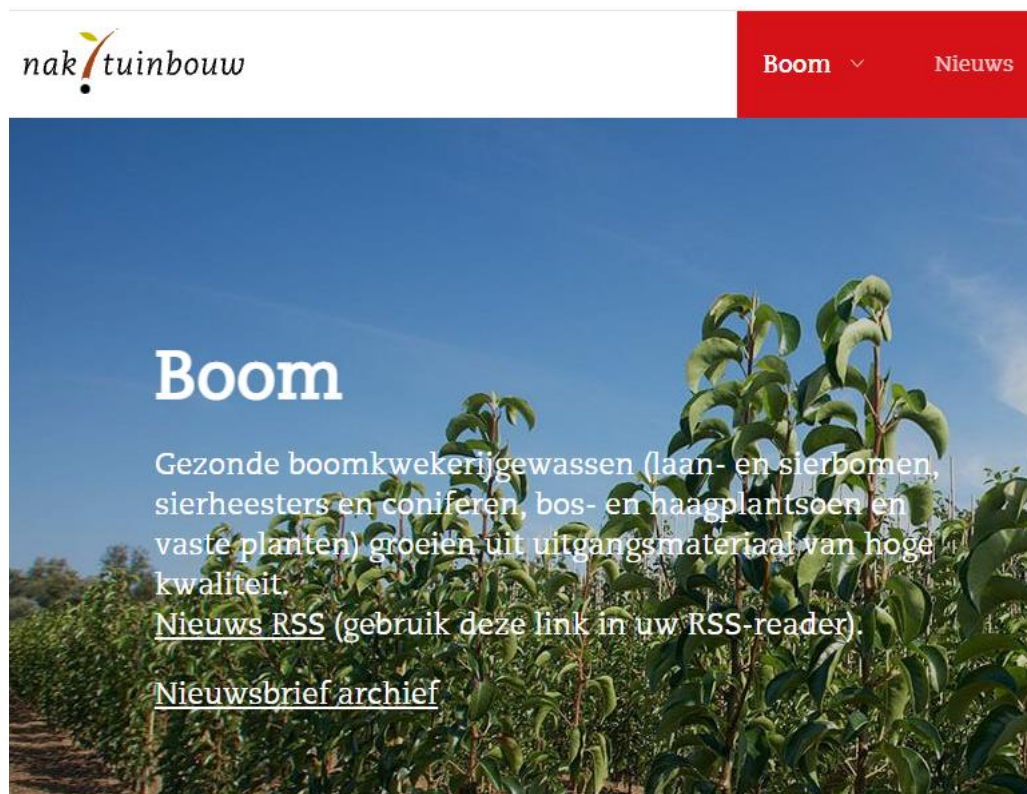 nak tuinbouw
Boom
Nieuws
Boom
Gezonde boomkwekerijgewassen (laan- en sierbomen,
sierheesters en coniferen, bos- en haagplantsoen en
vaste planten) groeien uit uitgangsmateriaal van hoge
kwaliteit.
Nieuws RSS (gebruik deze link in uw RSS-reader).
Nieuwsbrief archief